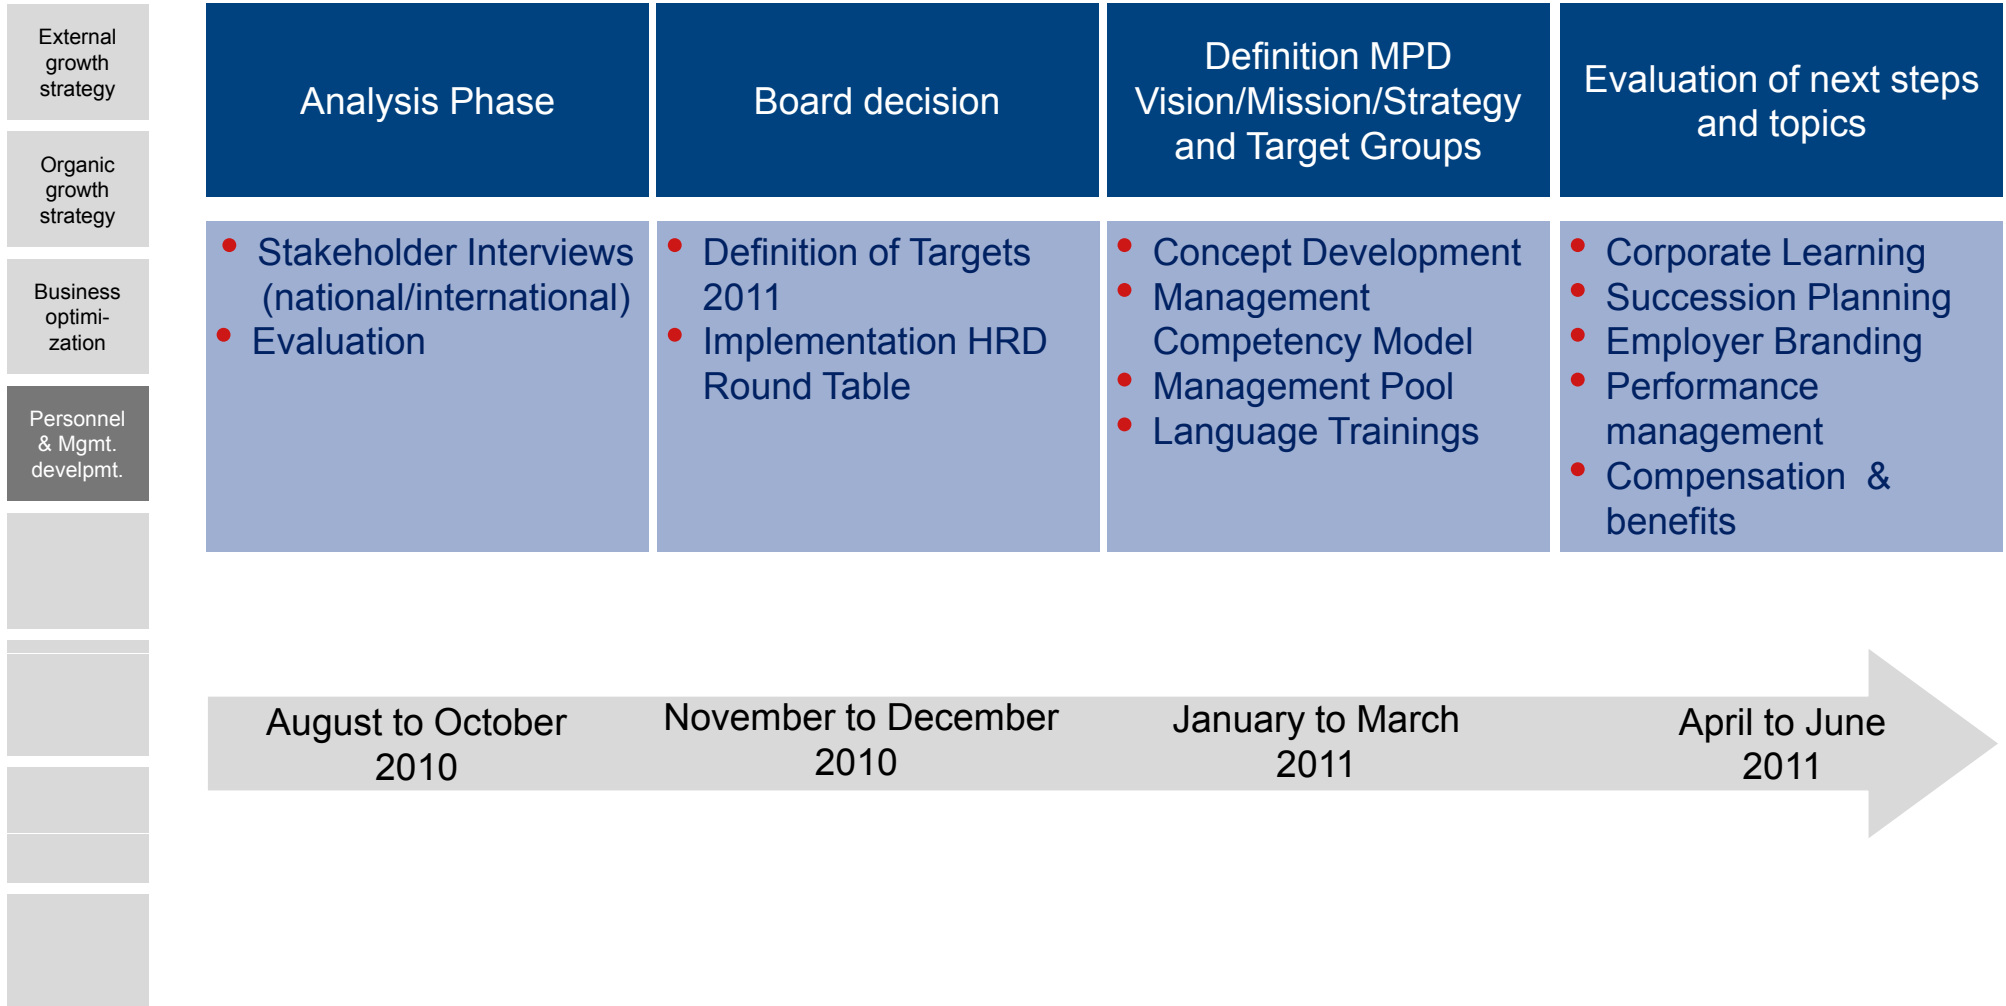 External
growth
strategy
Organic
growth
strategy
Business
optimi-
zation
Personnel
& Mgmt.
develpmt.
Analysis Phase
Board decision
Definition MPD
Vision/Mission/Strategy
and Target Groups
Evaluation of next steps
and topics
• Stakeholder Interviews
(national/international)
• Evaluation
• Definition of Targets
2011
• Implementation HRD
Round Table
• Concept Development
• Management
Competency Model
• Management Pool
• Language Trainings
• Corporate Learning
• Succession Planning
• Employer Branding
• Performance
management
• Compensation & 
benefits
August to October
2010
November to December
2010
January to March
2011
April to June
2011